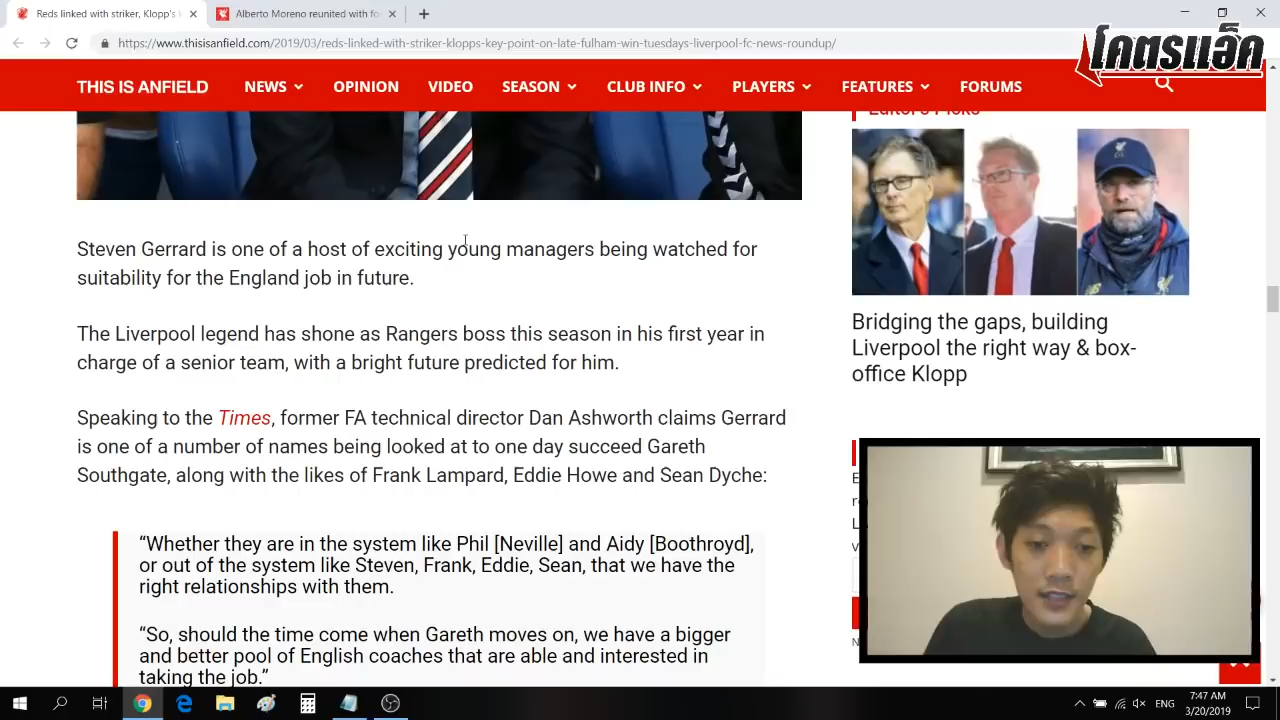 Reds linked with striker, Klopp's
Alberto Moreno reunited with fo
https://www.thisisanfield.com/2019/03/reds-linked-with-striker-klopps-key-point-on-late-fulham-win-tuesdays-liverpool-fc-news-roundup/
โคตรแอ็ค
THIS IS ANFIELD
NEWS
OPINION
VIDEO
SEASON
CLUB INFO
PLAYERS
FEATURES
FORUMS
Editor's Picks
Steven Gerrard is one of a host of exciting young managers being watched for
suitability for the England job in future.
The Liverpool legend has shone as Rangers boss this season in his first year in
charge of a senior team, with a bright future predicted for him.
Speaking to the Times, former FA technical director Dan Ashworth claims Gerrard
is one of a number of names being looked at to one day succeed Gareth
Southgate, along with the likes of Frank Lampard, Eddie Howe and Sean Dyche:
“Whether they are in the system like Phil [Neville] and Aidy [Boothroyd],
or out of the system like Steven, Frank, Eddie, Sean, that we have the
right relationships with them.
“So, should the time come when Gareth moves on, we have a bigger
and better pool of English coaches that are able and interested in
taking the job.”
Bridging the gaps, building
Liverpool the right way & box-
office Klopp
ENG
7:47 AM
3/20/2019